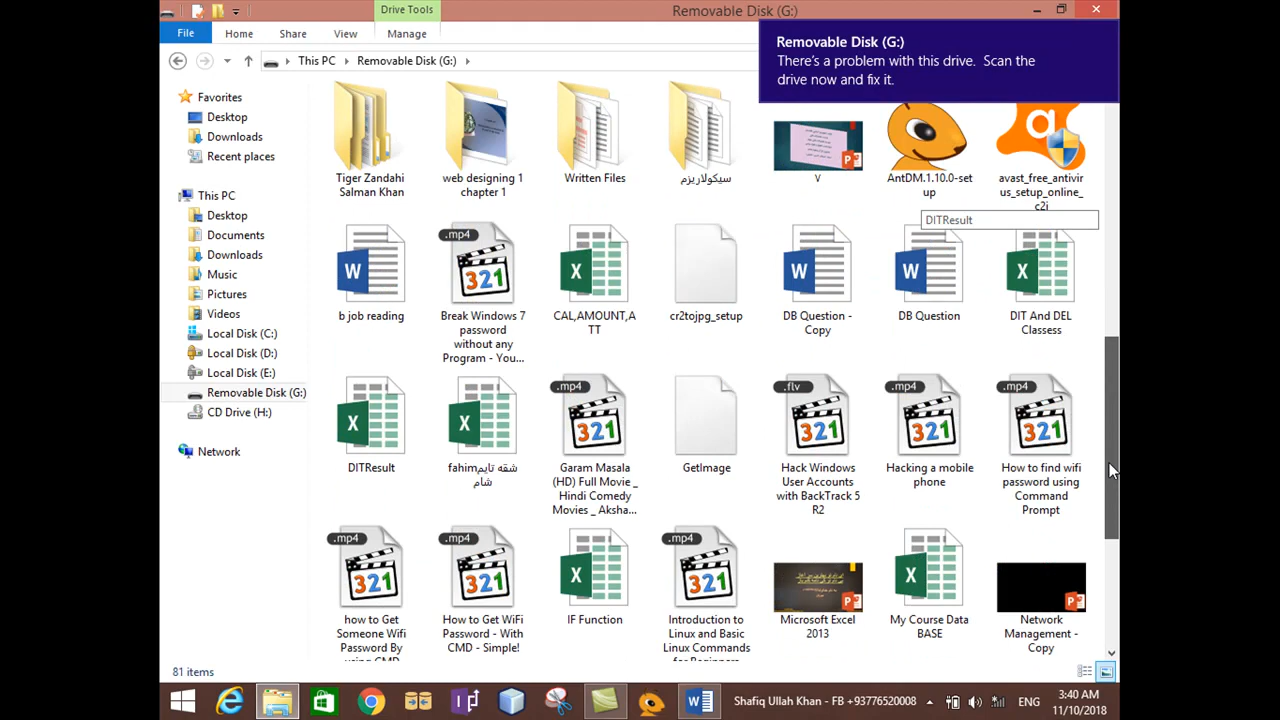 Drive Tools
Removable Disk (G:)
File
Home
Share
View
Manage
Removable Disk (G:)
There's a problem with this drive. Scan the
drive now and fix it.
This PC
Removable Disk (G:)
Favorites
Desktop
Downloads
Recent places
This PC
Desktop
Documents
Downloads
Music
Pictures
Videos
Local Disk (C:)
Local Disk (D:)
Local Disk (E:)
Removable Disk (G:)
CD Drive (H:)
Network
Tiger Zandahi
Salman Khan
web designing 1
chapter 1
Written Files
سیکولاریزم
V
AntDM.1.10.0-set
up
avast_free_antivir
us_setup_online_
c2i
DITResult
b job reading
.mp4
Break Windows 7
password
without any
Program - You...
CAL,AMOUNT,A
TT
cr2tojpg_setup
DB Question -
Copy
DB Question
DIT And DEL
Classess
DITResult
fahimشقه تایم
شام
.mp4
Garam Masala
(HD) Full Movie _
Hindi Comedy
Movies _ Aksha...
GetImage
.flv
Hack Windows
User Accounts
with BackTrack 5
R2
.mp4
Hacking a mobile
phone
.mp4
How to find wifi
password using
Command
Prompt
.mp4
how to Get
Someone Wifi
Password By
using CMD
.mp4
How to Get WiFi
Password - With
CMD - Simple!
IF Function
.mp4
Introduction to
Linux and Basic
Linux Commands
for Beginners
Microsoft Excel
2013
My Course Data
BASE
Network
Management -
Copy
81 items
Shafiq Ullah Khan - FB +93776520008
ENG
3:40 AM
11/10/2018